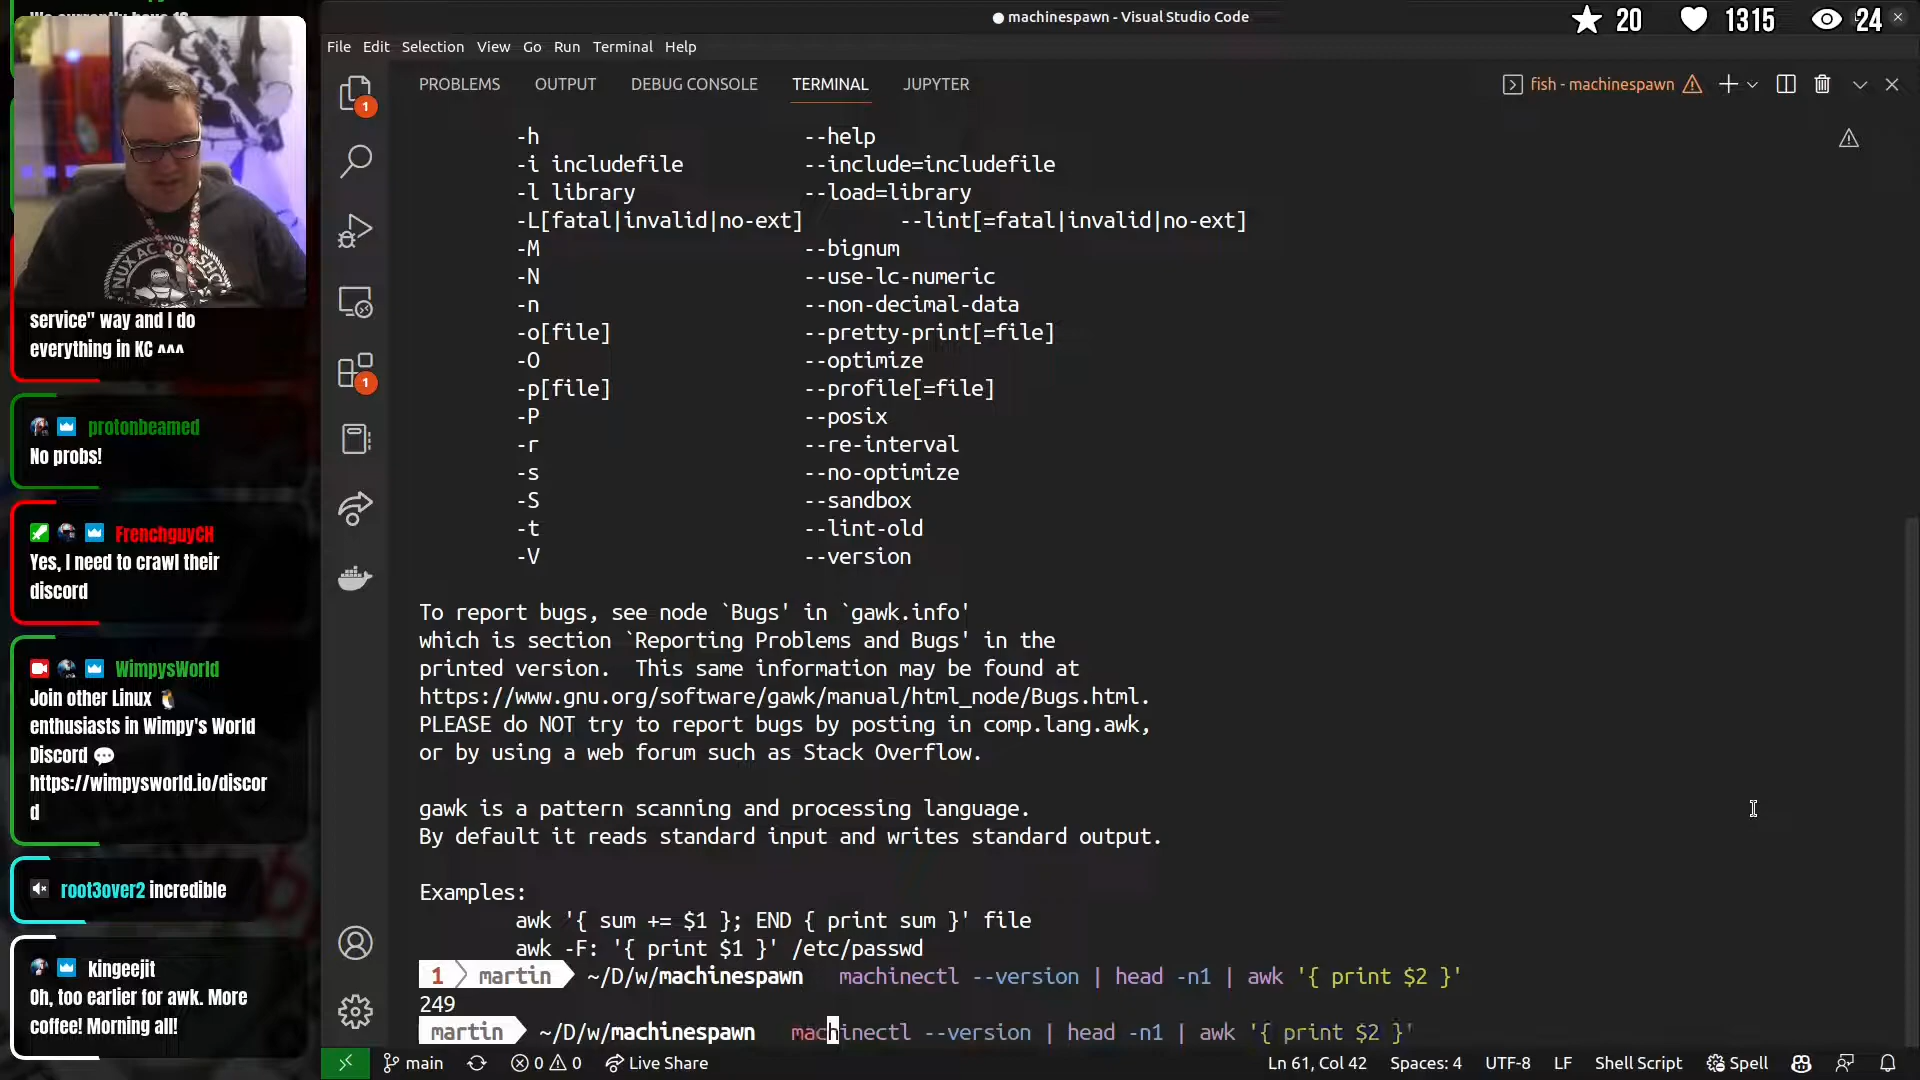 machinespawn - Visual Studio Code
20 1315 24
File Edit Selection View Go Run Terminal Help
PROBLEMS OUTPUT DEBUG CONSOLE TERMINAL JUPYTER
fish - machinespawn
1
1
-h --help
-i includefile --include=includefile
-l library --load=library
-L[fatal|invalid|no-ext] --lint[=fatal|invalid|no-ext]
-M --bignum
-N --use-lc-numeric
-n --non-decimal-data
-o[file] --pretty-print[=file]
-O --optimize
-p[file] --profile[=file]
-P --posix
-r --re-interval
-s --no-optimize
-S --sandbox
-t --lint-old
-V --version
To report bugs, see node `Bugs' in `gawk.info'
which is section `Reporting Problems and Bugs' in the
printed version.  This same information may be found at
https://www.gnu.org/software/gawk/manual/html_node/Bugs.html.
PLEASE do NOT try to report bugs by posting in comp.lang.awk,
or by using a web forum such as Stack Overflow.
gawk is a pattern scanning and processing language.
By default it reads standard input and writes standard output.
Examples:
awk '{ sum += $1 }; END { print sum }' file
awk -F: '{ print $1 }' /etc/passwd
1 martin ~/D/w/machinespawn machinectl --version | head -n1 | awk '{ print $2 }'
249
martin ~/D/w/machinespawn machinectl --version | head -n1 | awk '{ print $2 }'
main 0 0 Live Share Ln 61, Col 42 Spaces: 4 UTF-8 LF Shell Script Spell
service" way and I do
everything in KC ^^^
protonbeamed
No probs!
FrenchguyCH
Yes, I need to crawl their
discord
WimpysWorld
Join other Linux 🐧
enthusiasts in Wimpy's World
Discord 💬
https://wimpysworld.io/discor
d
root3over2 incredible
kingeejit
Oh, too earlier for awk. More
coffee! Morning all!